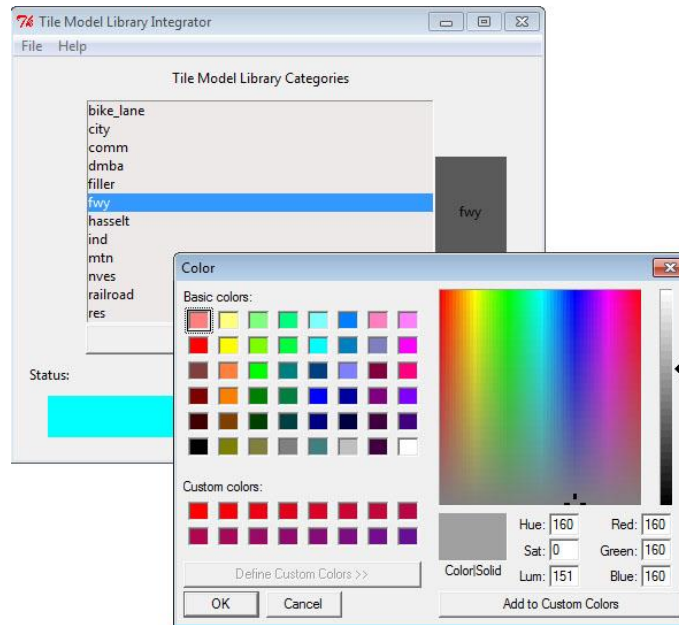 Tile Model Library Integrator
File Help
Tile Model Library Categories
bike_lane
city
comm
dmba
filler
fwy
fwy
hasselt
ind
mtn
nves
railroad
res
Status:
Color
Basic colors:
Custom colors:
Define Custom Colors >>
OK Cancel
Color|Solid
Hue: 160 Red: 160
Sat: 0 Green: 160
Lum: 151 Blue: 160
Add to Custom Colors